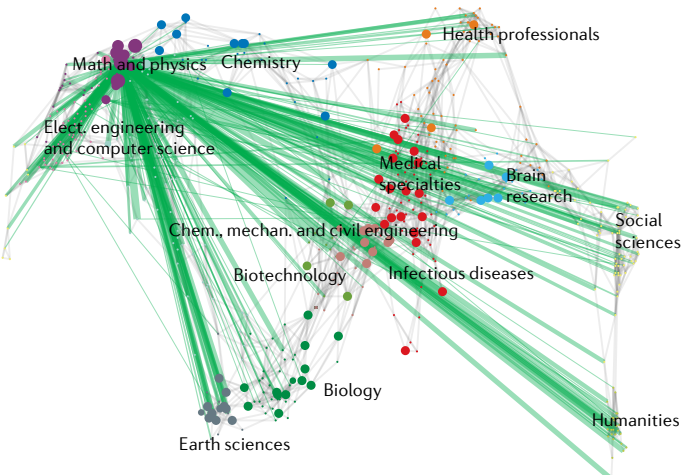 Health professionals
Math and physics
Chemistry
Elect. engineering
and computer science
Medical
specialties
Brain
research
Social
sciences
Chem., mechan. and civil engineering
Biotechnology
Infectious diseases
Biology
Humanities
Earth sciences